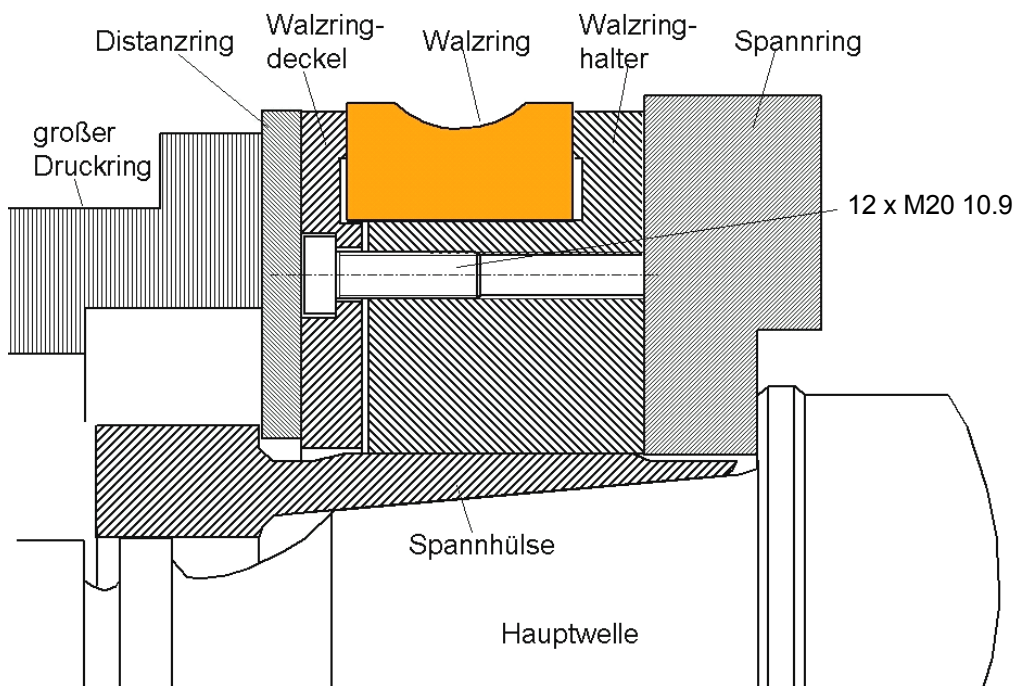 Distanzring
Walzring-
deckel
Walzring
Walzring-
halter
Spannring
großer
Druckring
12 x M20 10.9
Spannhülse
Hauptwelle